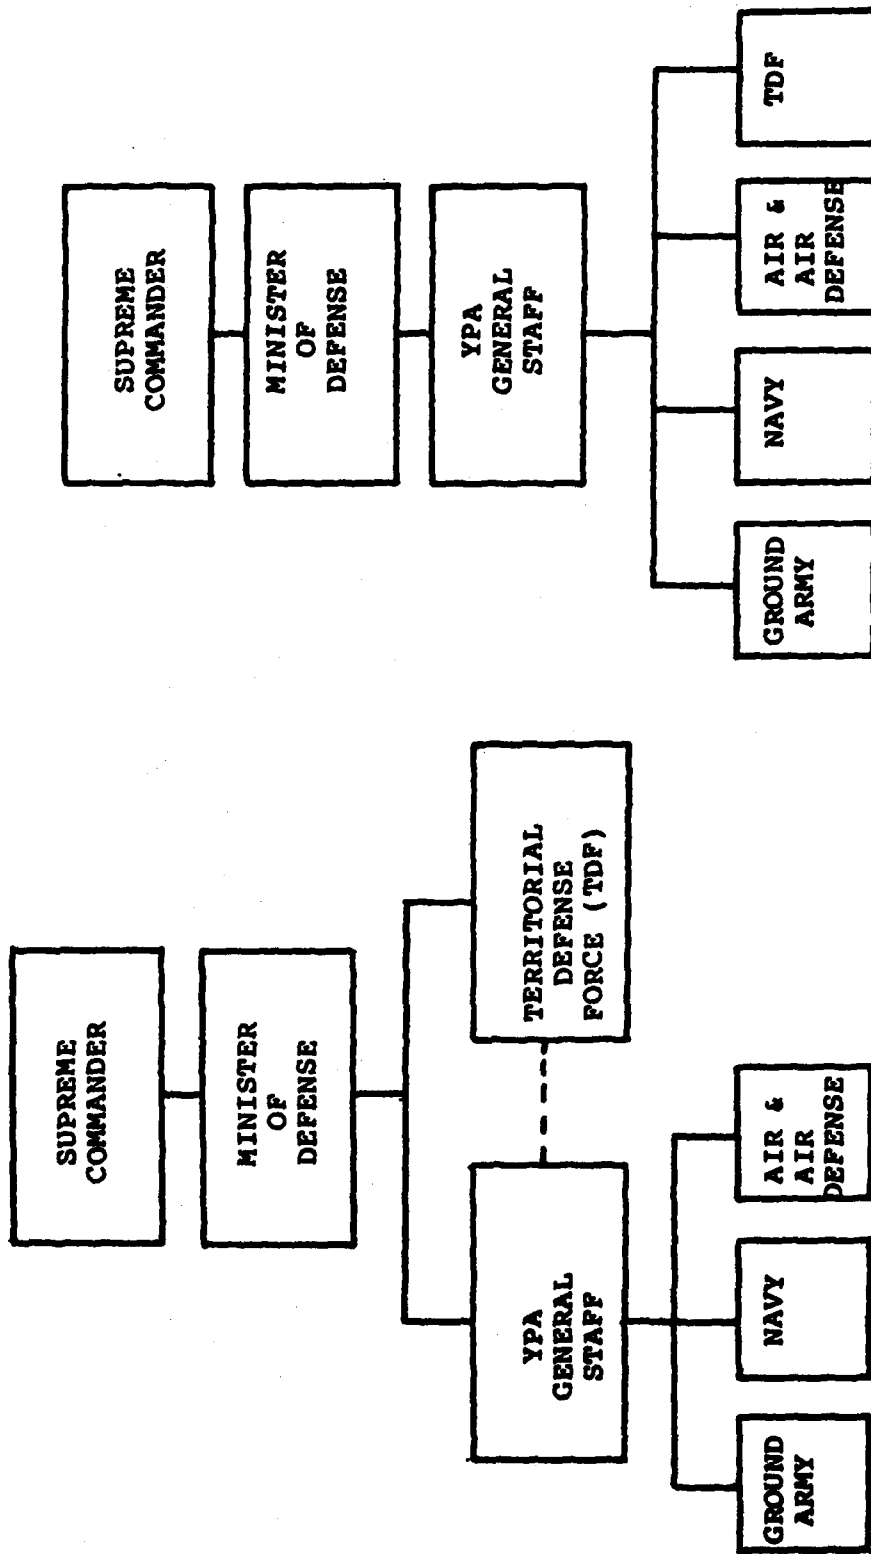 SUPREME
COMMANDER
MINISTER
OF
DEFENSE
YPA
GENERAL
STAFF
TERRITORIAL
DEFENSE
FORCE (TDF)
GROUND
ARMY
NAVY
AIR &
AIR
DEFENSE
SUPREME
COMMANDER
MINISTER
OF
DEFENSE
YPA
GENERAL
STAFF
GROUND
ARMY
NAVY
AIR &
AIR
DEFENSE
TDF